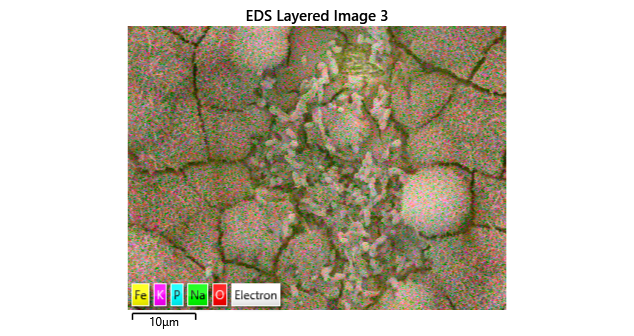 EDS Layered Image 3
Fe K P Na O Electron
10µm